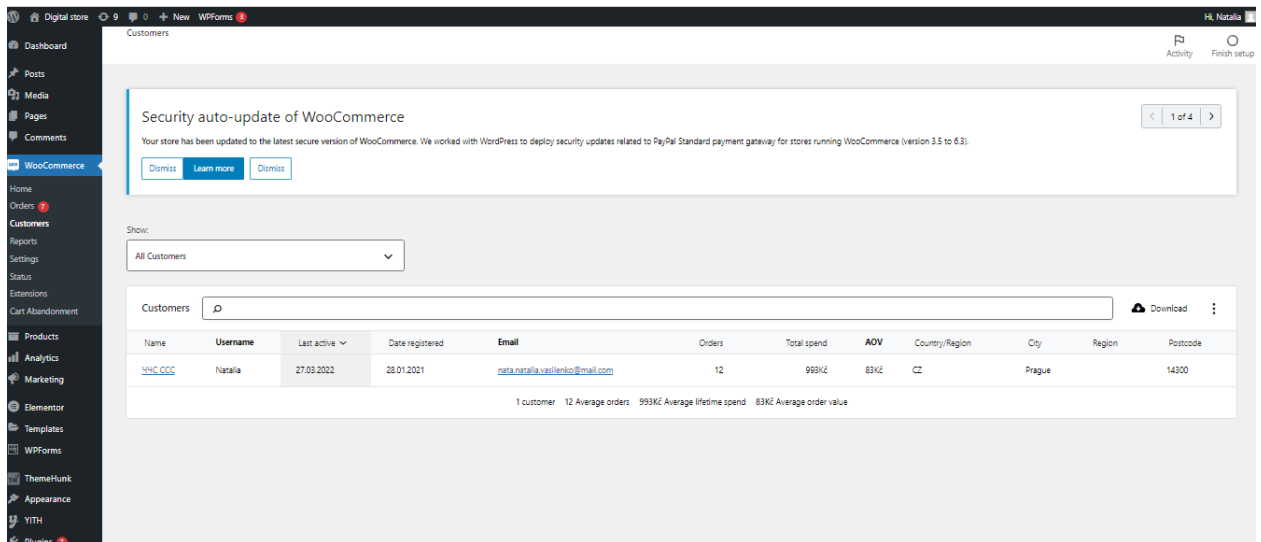 Digital store 9 0 + New WPForms 3 Hi, Natalia
Customers
Activity Finish setup
Dashboard
Posts
Media
Pages
Comments
WooCommerce
Home
Orders 7
Customers
Reports
Settings
Status
Extensions
Cart Abandonment
Products
Analytics
Marketing
Elementor
Templates
WPForms
ThemeHunk
Appearance
YITH
Plugins
Security auto-update of WooCommerce
1 of 4
Your store has been updated to the latest secure version of WooCommerce. We worked with WordPress to deploy security updates related to PayPal Standard payment gateway for stores running WooCommerce (version 3.5 to 6.3).
Dismiss Learn more Dismiss
Show:
All Customers
Customers Download
Name Username Last active Date registered Email Orders Total spend AOV Country/Region City Region Postcode
ЧЧС ССС Natalia 27.03.2022 28.01.2021 nata.natalia.vasilenko@mail.com 12 993Kč 83Kč CZ Prague 14300
1 customer 12 Average orders 993Kč Average lifetime spend 83Kč Average order value